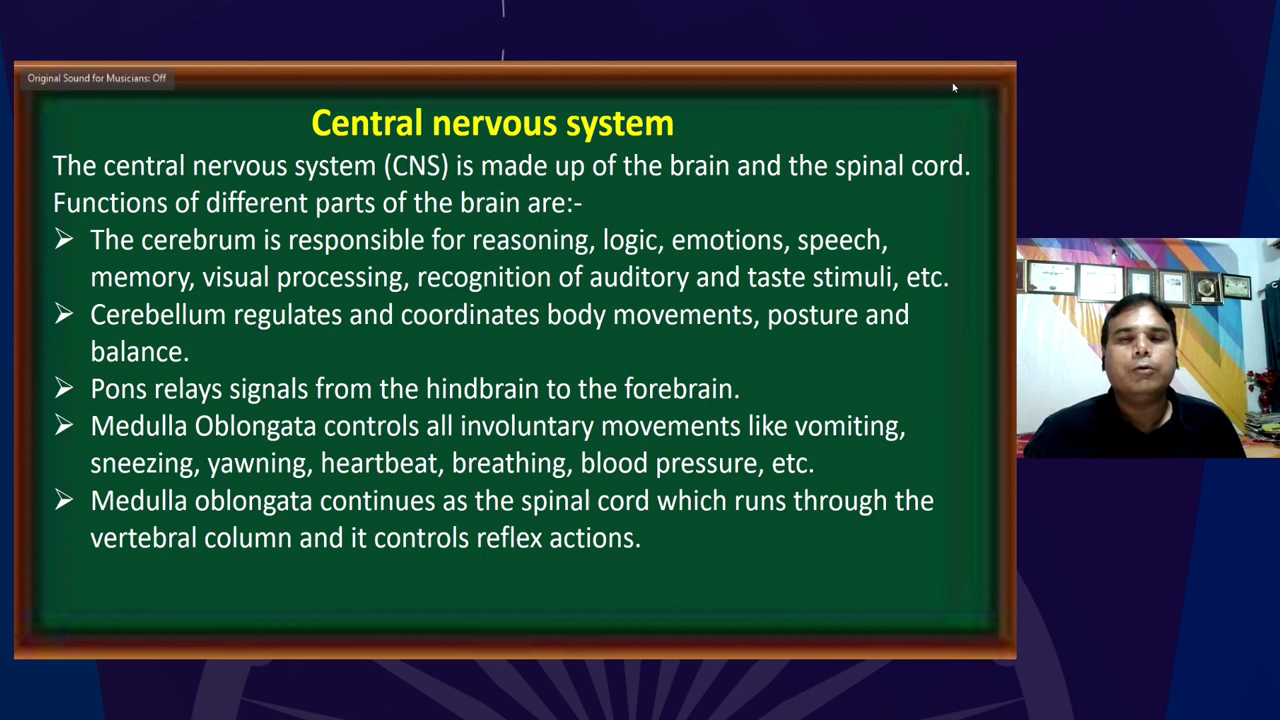 Original Sound for Musicians: Off
Central nervous system
The central nervous system (CNS) is made up of the brain and the spinal cord.
Functions of different parts of the brain are:-
➢ The cerebrum is responsible for reasoning, logic, emotions, speech,
memory, visual processing, recognition of auditory and taste stimuli, etc.
➢ Cerebellum regulates and coordinates body movements, posture and
balance.
➢ Pons relays signals from the hindbrain to the forebrain.
➢ Medulla Oblongata controls all involuntary movements like vomiting,
sneezing, yawning, heartbeat, breathing, blood pressure, etc.
➢ Medulla oblongata continues as the spinal cord which runs through the
vertebral column and it controls reflex actions.